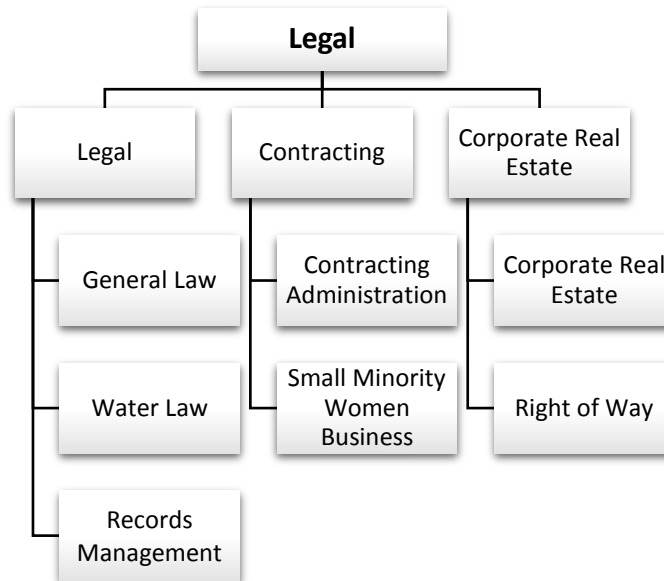 Legal
Legal
Contracting
Corporate Real
Estate
General Law
Contracting
Administration
Corporate Real
Estate
Water Law
Small Minority
Women
Business
Right of Way
Records
Management